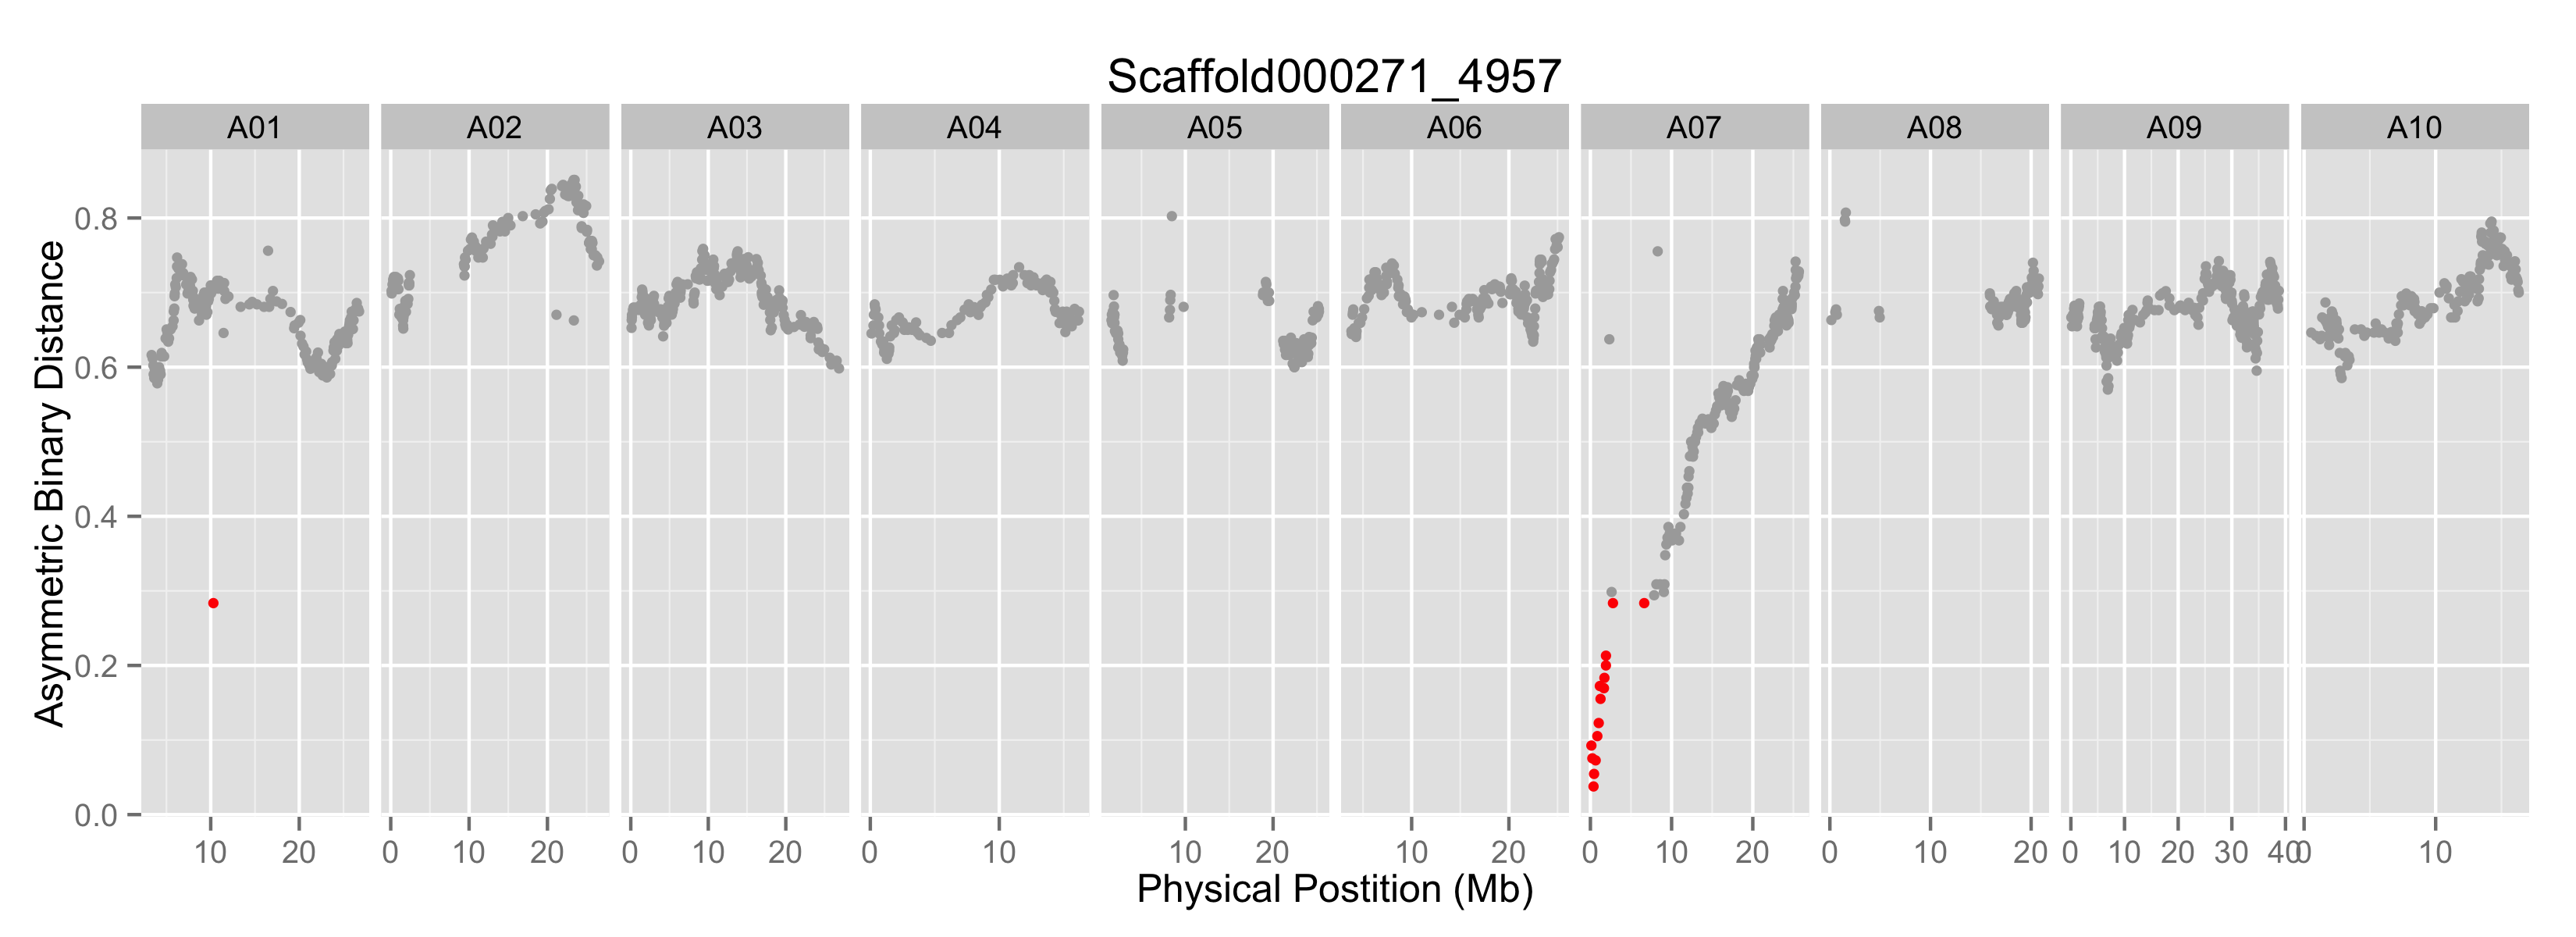 Scaffold000271_4957
A01 A02 A03 A04 A05 A06 A07 A08 A09 A10
Asymmetric Binary Distance
0.8
0.6
0.4
0.2
0.0
10 20 0 10 20 0 10 20 0 10 10 20 10 20 0 10 20 0 10 20 0 10 20 30 40 0 10
Physical Postition (Mb)